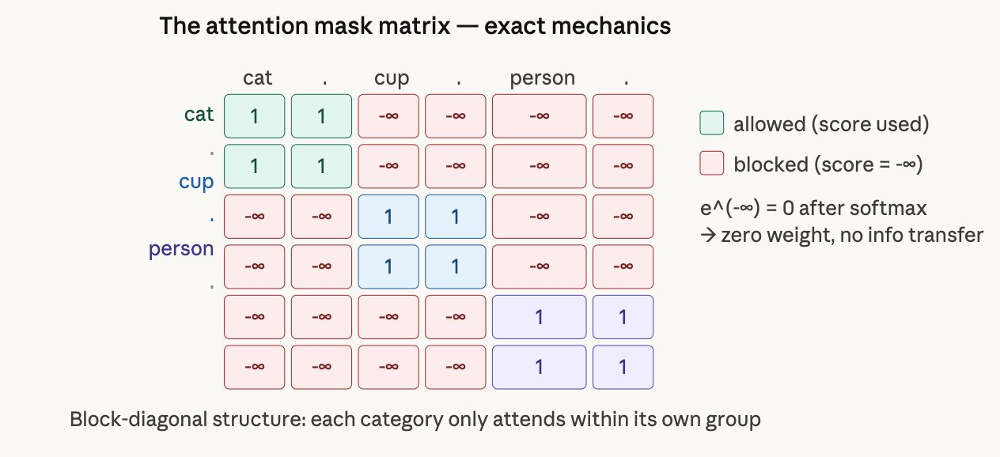 The attention mask matrix — exact mechanics
cat . cup . person .
cat 1 1 -∞ -∞ -∞ -∞
. 1 1 -∞ -∞ -∞ -∞
cup -∞ -∞ 1 1 -∞ -∞
. -∞ -∞ 1 1 -∞ -∞
person -∞ -∞ -∞ -∞ 1 1
. -∞ -∞ -∞ -∞ 1 1
allowed (score used)
blocked (score = -∞)
e^(-∞) = 0 after softmax
→ zero weight, no info transfer
Block-diagonal structure: each category only attends within its own group